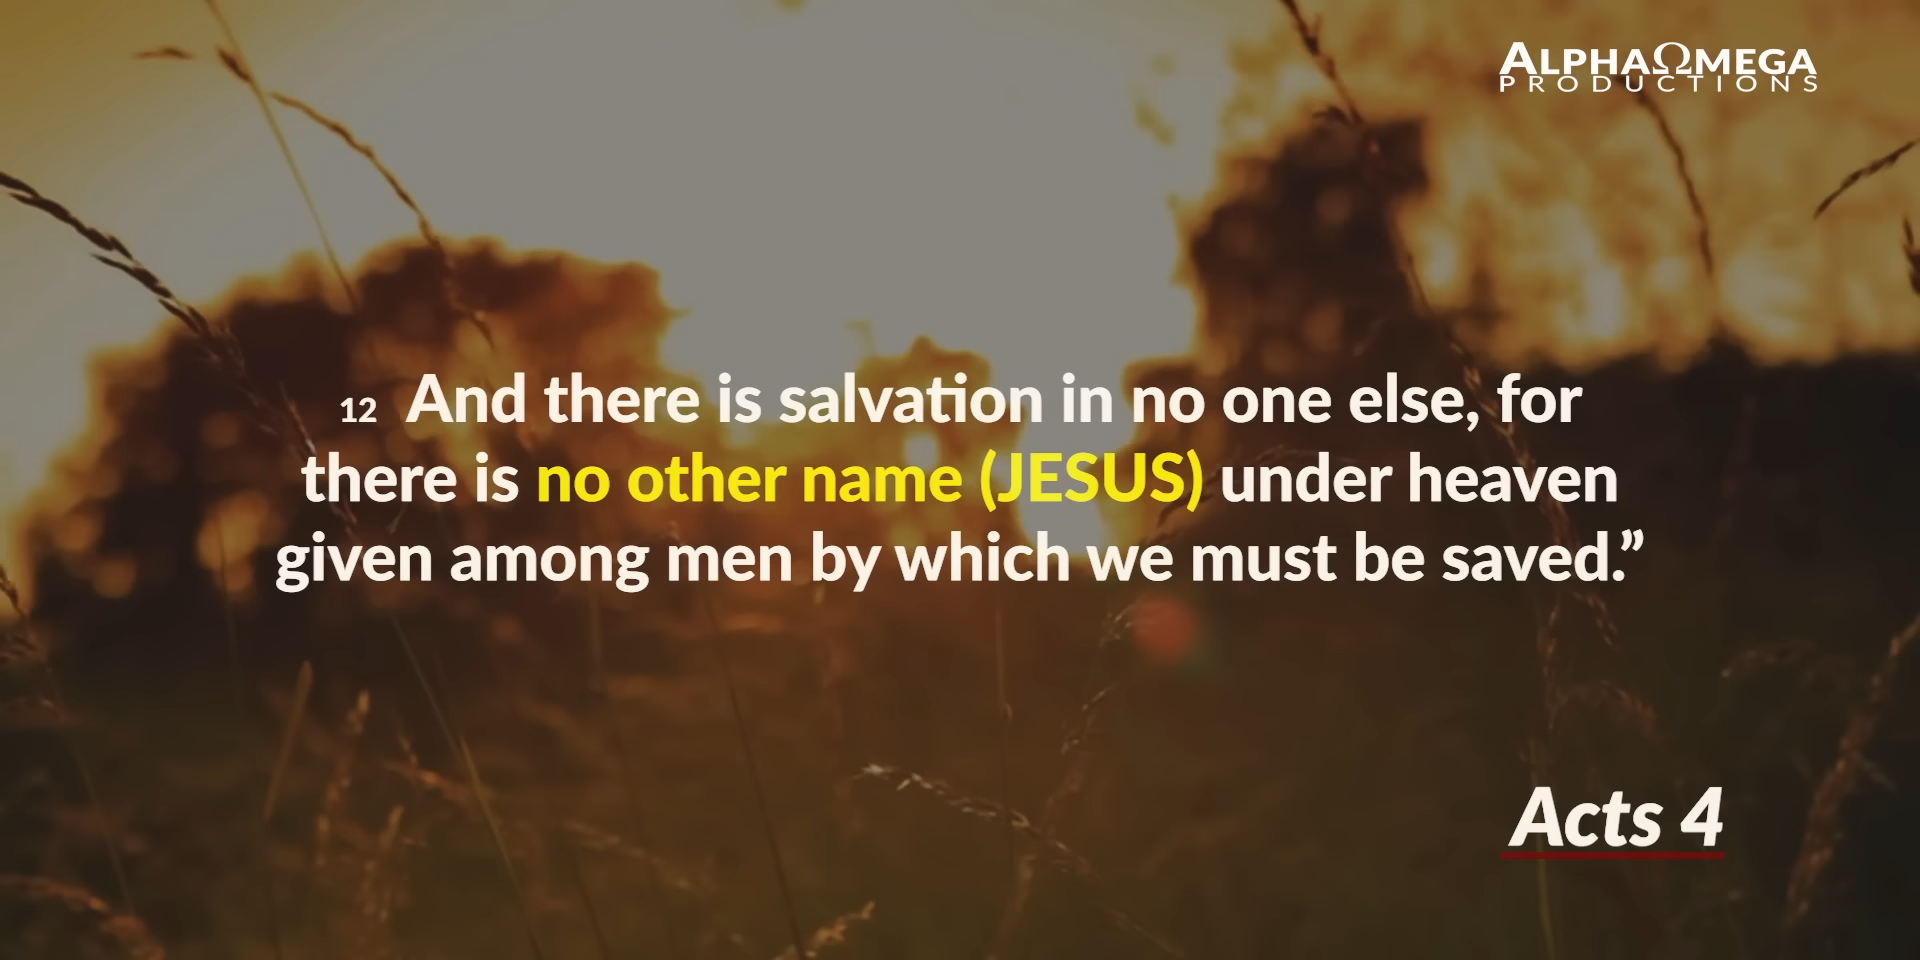 ALPHAΩMEGA
PRODUCTIONS
12 And there is salvation in no one else, for
there is no other name (JESUS) under heaven
given among men by which we must be saved.”
Acts 4